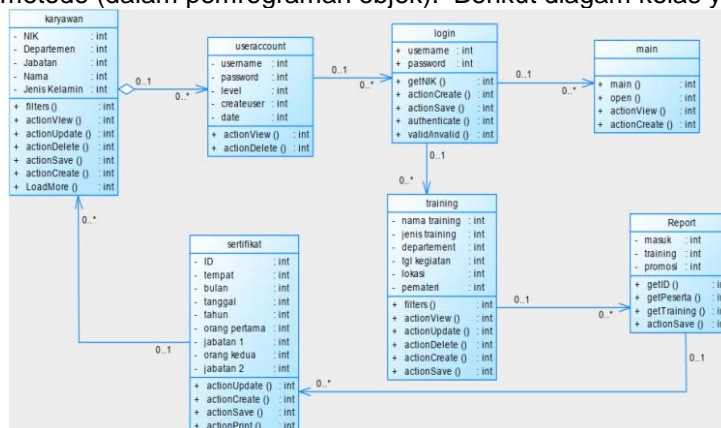 metode (dalam pemrograman objek). Berikut diagam kelas y
karyawan
- NIK : int
- Departemen : int
- Jabatan : int
- Nama : int
- Jenis Kelamin : int
+ filters () : int
+ actionView () : int
+ actionUpdate () : int
+ actionDelete () : int
+ actionSave () : int
+ actionCreate () : int
+ LoadMore () : int
0..1
0..*
useraccount
- username : int
- password : int
- level : int
- createuser : int
- date : int
+ actionView () : int
+ actionDelete () : int
0..1
0..*
login
+ username : int
+ password : int
+ getNIK () : int
+ actionCreate () : int
+ actionSave () : int
+ authenticate () : int
+ valid/invalid () : int
0..1
0..*
main
+ main () : int
+ open () : int
+ actionView () : int
+ actionCreate () : int
0..1
0..*
training
- nama training : int
- jenis training : int
- departement : int
- tgl kegiatan : int
- lokasi : int
- pemateri : int
+ filters () : int
+ actionView () : int
+ actionUpdate () : int
+ actionDelete () : int
+ actionCreate () : int
+ actionSave () : int
0..1
0..*
Report
- masuk : int
- training : int
- promosi : int
+ getID () : i
+ getPeserta () : i
+ getTraining () : i
+ actionSave () : i
0..1
0..*
sertifikat
- ID : int
- tempat : int
- bulan : int
- tanggal : int
- tahun : int
- orang pertama : int
- jabatan 1 : int
- orang kedua : int
- jabatan 2 : int
+ actionUpdate () : int
+ actionCreate () : int
+ actionSave () : int
+ actionPrint () : int
0..1
0..*